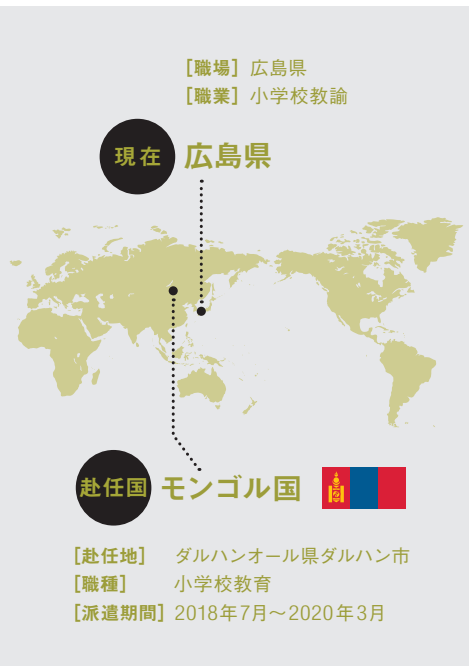 [職場] 広島県
[職業] 小学校教諭
現在 広島県
赴任国 モンゴル国
[赴任地] ダルハンオール県ダルハン市
[職種] 小学校教育
[派遣期間] 2018年7月～2020年3月